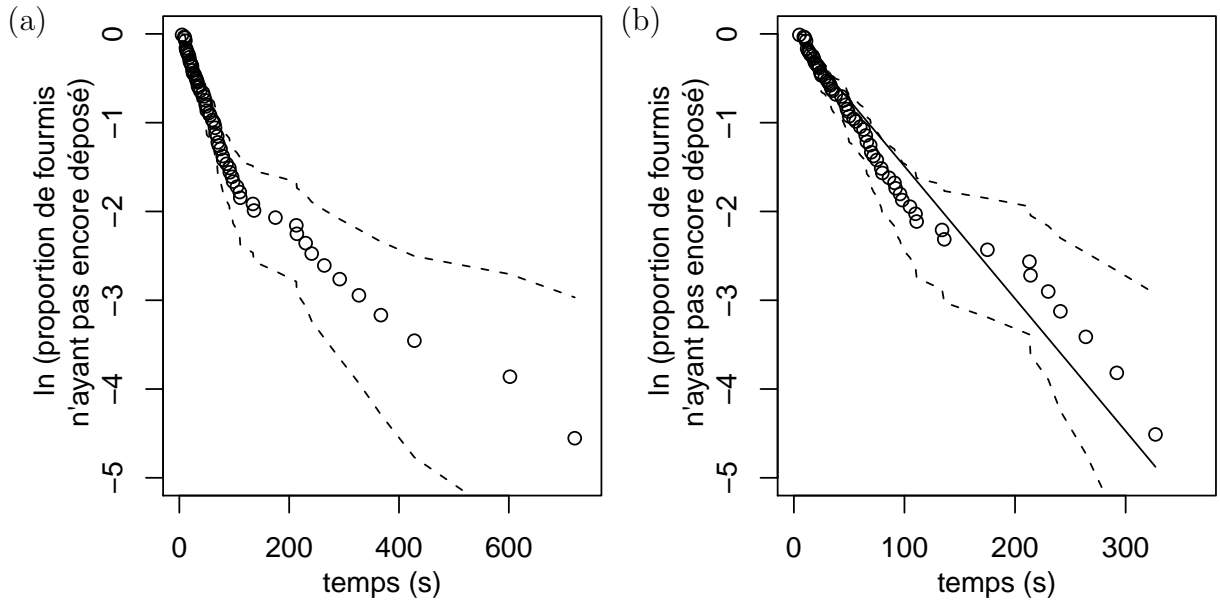 (a)
ln (proportion de fourmis
n'ayant pas encore déposé)
0
−1
−2
−3
−4
−5
0 200 400 600
temps (s)
(b)
ln (proportion de fourmis
n'ayant pas encore déposé)
0
−1
−2
−3
−4
−5
0 100 200 300
temps (s)